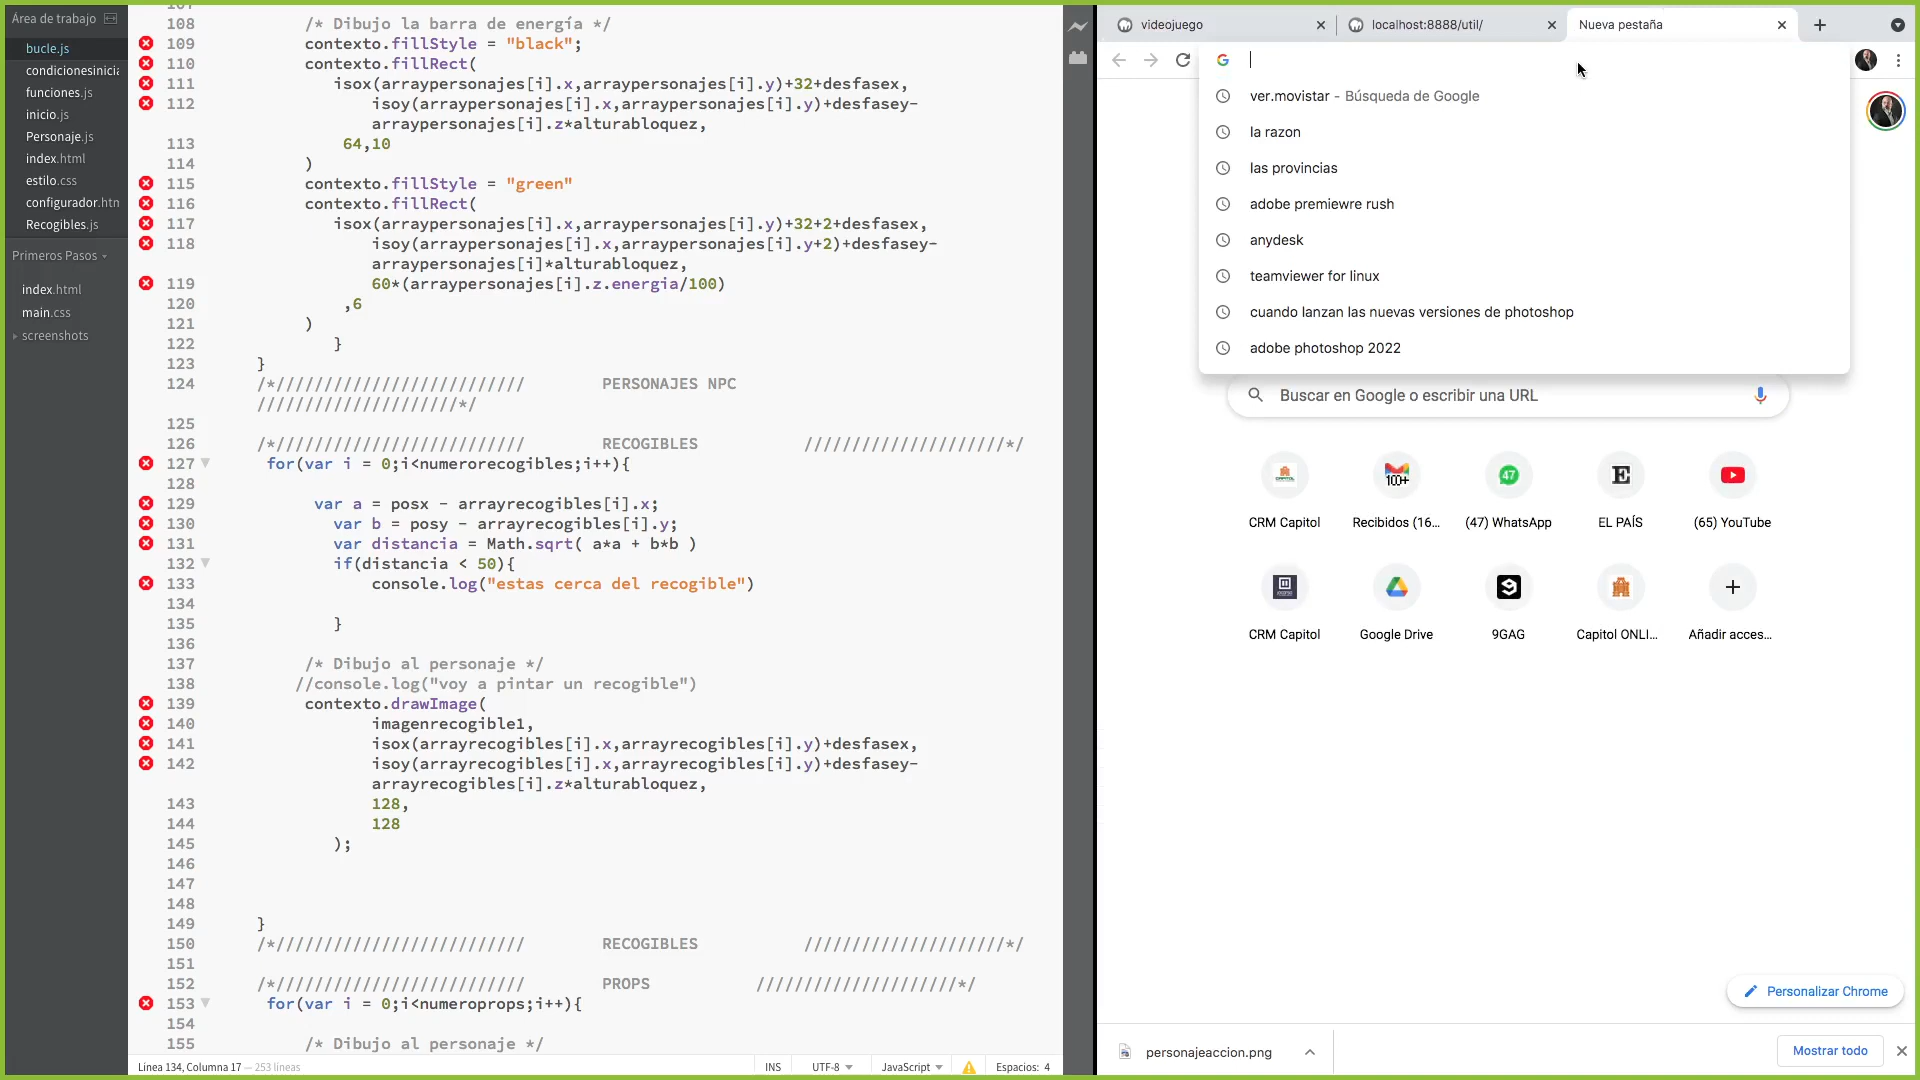 Área de trabajo
bucle.js
condicionesinicia
funciones.js
inicio.js
Personaje.js
index.html
estilo.css
configurador.htm
Recogibles.js
Primeros Pasos
index.html
main.css
screenshots
108 /* Dibujo la barra de energía */
109 contexto.fillStyle = "black";
110 contexto.fillRect(
111 isox(arraypersonajes[i].x,arraypersonajes[i].y)+32+desfasex,
112 isoy(arraypersonajes[i].x,arraypersonajes[i].y)+desfasey-
arraypersonajes[i].z*alturabloquez,
113 64,10
114 )
115 contexto.fillStyle = "green"
116 contexto.fillRect(
117 isox(arraypersonajes[i].x,arraypersonajes[i].y)+32+2+desfasex,
118 isoy(arraypersonajes[i].x,arraypersonajes[i].y+2)+desfasey-
arraypersonajes[i]*alturabloquez,
119 60*(arraypersonajes[i].z.energia/100)
120 ,6
121 )
122 }
123 }
124 /*////////////////////////// PERSONAJES NPC
/////////////////////*/
125
126 /*////////////////////////// RECOGIBLES /////////////////////*/
127 for(var i = 0;i<numerorecogibles;i++){
128
129 var a = posx - arrayrecogibles[i].x;
130 var b = posy - arrayrecogibles[i].y;
131 var distancia = Math.sqrt( a*a + b*b )
132 if(distancia < 50){
133 console.log("estas cerca del recogible")
134
135 }
136
137 /* Dibujo al personaje */
138 //console.log("voy a pintar un recogible")
139 contexto.drawImage(
140 imagenrecogible1,
141 isox(arrayrecogibles[i].x,arrayrecogibles[i].y)+desfasex,
142 isoy(arrayrecogibles[i].x,arrayrecogibles[i].y)+desfasey-
arrayrecogibles[i].z*alturabloquez,
143 128,
144 128
145 );
146
147
148
149 }
150 /*////////////////////////// RECOGIBLES /////////////////////*/
151
152 /*////////////////////////// PROPS /////////////////////*/
153 for(var i = 0;i<numeroprops;i++){
154
155 /* Dibujo al personaje */
Línea 134, Columna 17 — 253 líneas
INS
UTF-8
JavaScript
Espacios: 4
videojuego
localhost:8888/util/
Nueva pestaña
ver.movistar - Búsqueda de Google
la razon
las provincias
adobe premiewre rush
anydesk
teamviewer for linux
cuando lanzan las nuevas versiones de photoshop
adobe photoshop 2022
Buscar en Google o escribir una URL
100+
47
E
CRM Capitol
Recibidos (16...
(47) WhatsApp
EL PAÍS
(65) YouTube
CRM Capitol
Google Drive
9GAG
Capitol ONLI...
Añadir acces...
Personalizar Chrome
personajeaccion.png
Mostrar todo